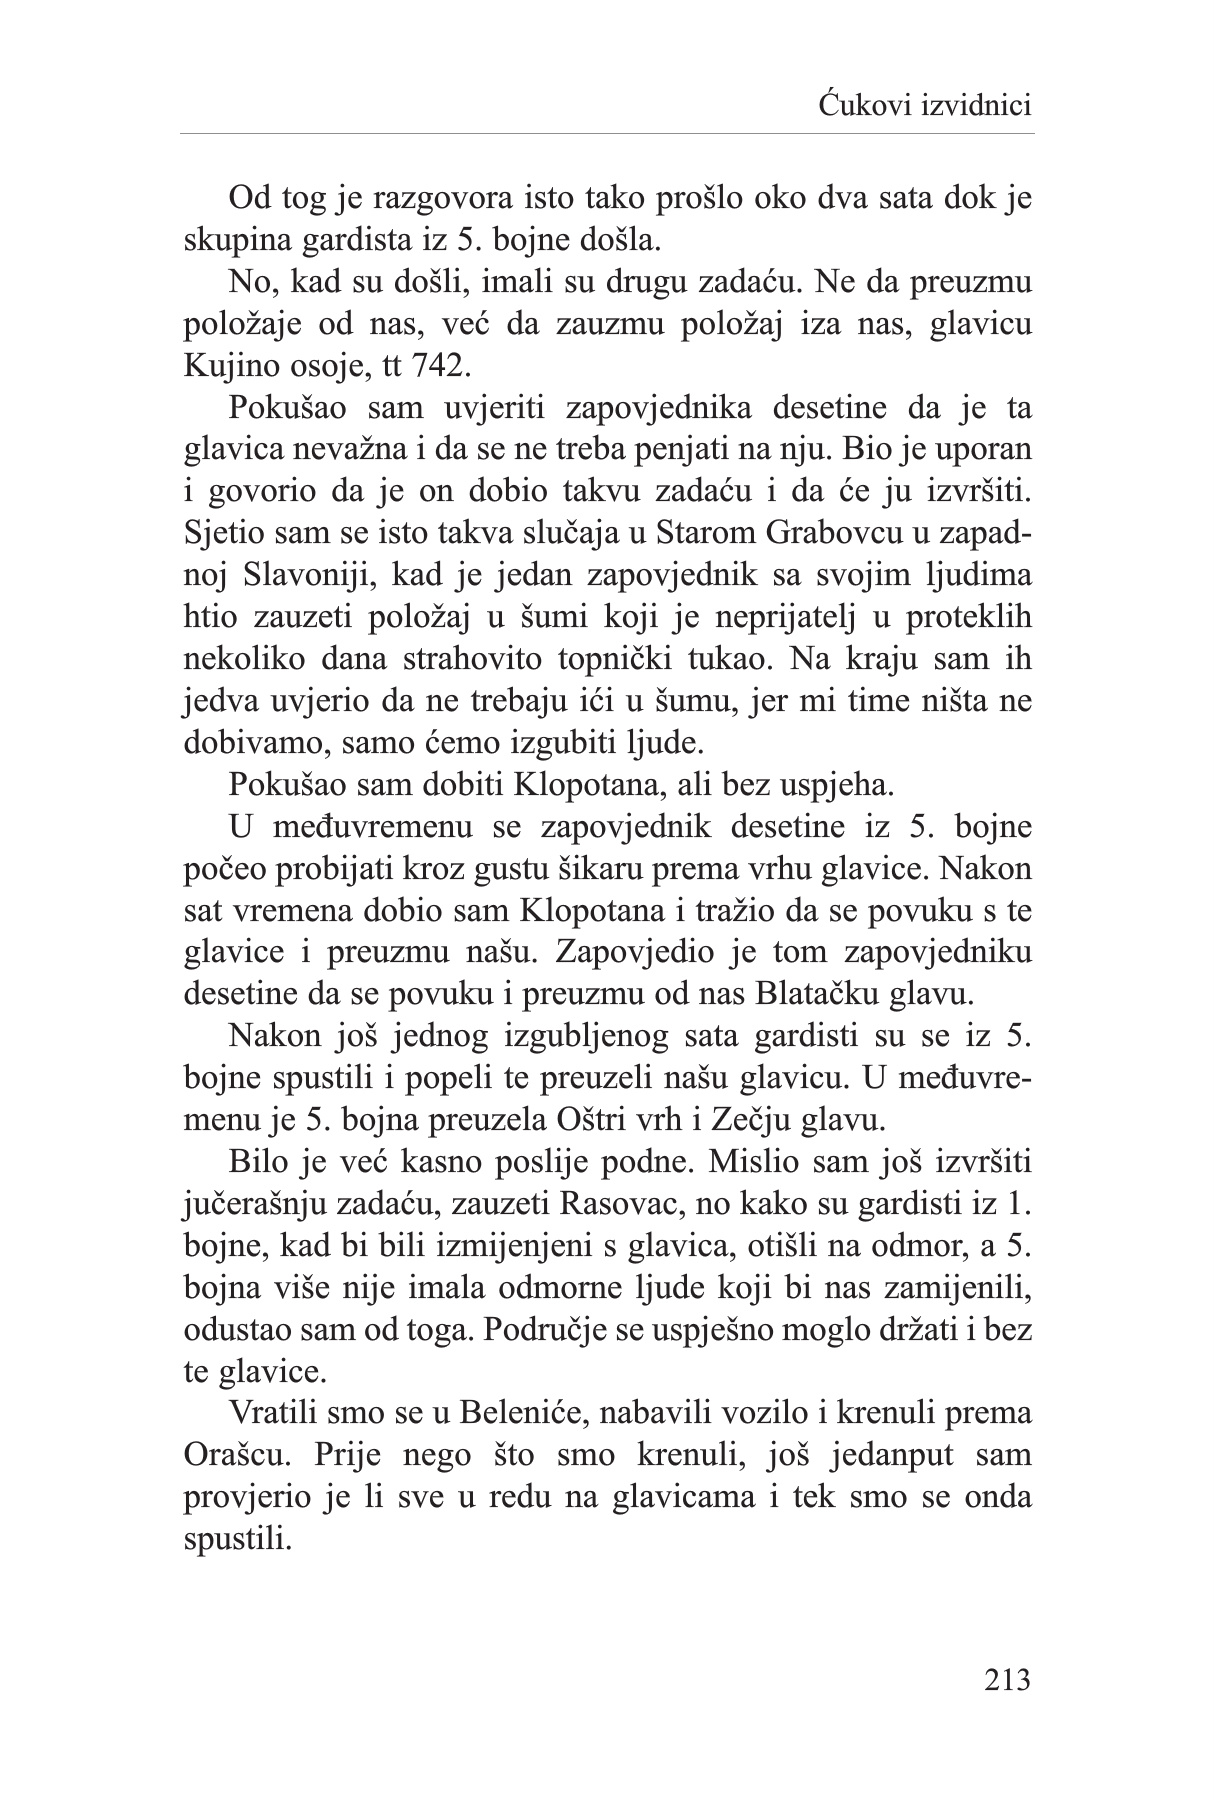 Ćukovi izvidnici
Od tog je razgovora isto tako prošlo oko dva sata dok je
skupina gardista iz 5. bojne došla.
No, kad su došli, imali su drugu zadaću. Ne da preuzmu
položaje od nas, već da zauzmu položaj iza nas, glavicu
Kujino osoje, tt 742.
Pokušao sam uvjeriti zapovjednika desetine da je ta
glavica nevažna i da se ne treba penjati na nju. Bio je uporan
i govorio da je on dobio takvu zadaću i da će ju izvršiti.
Sjetio sam se isto takva slučaja u Starom Grabovcu u zapad-
noj Slavoniji, kad je jedan zapovjednik sa svojim ljudima
htio zauzeti položaj u šumi koji je neprijatelj u proteklih
nekoliko dana strahovito topnički tukao. Na kraju sam ih
jedva uvjerio da ne trebaju ići u šumu, jer mi time ništa ne
dobivamo, samo ćemo izgubiti ljude.
Pokušao sam dobiti Klopotana, ali bez uspjeha.
U međuvremenu se zapovjednik desetine iz 5. bojne
počeo probijati kroz gustu šikaru prema vrhu glavice. Nakon
sat vremena dobio sam Klopotana i tražio da se povuku s te
glavice i preuzmu našu. Zapovjedio je tom zapovjedniku
desetine da se povuku i preuzmu od nas Blatačku glavu.
Nakon još jednog izgubljenog sata gardisti su se iz 5.
bojne spustili i popeli te preuzeli našu glavicu. U međuvre-
menu je 5. bojna preuzela Oštri vrh i Zečju glavu.
Bilo je već kasno poslije podne. Mislio sam još izvršiti
jučerašnju zadaću, zauzeti Rasovac, no kako su gardisti iz 1.
bojne, kad bi bili izmijenjeni s glavica, otišli na odmor, a 5.
bojna više nije imala odmorne ljude koji bi nas zamijenili,
odustao sam od toga. Područje se uspješno moglo držati i bez
te glavice.
Vratili smo se u Beleniće, nabavili vozilo i krenuli prema
Orašcu. Prije nego što smo krenuli, još jedanput sam
provjerio je li sve u redu na glavicama i tek smo se onda
spustili.
213